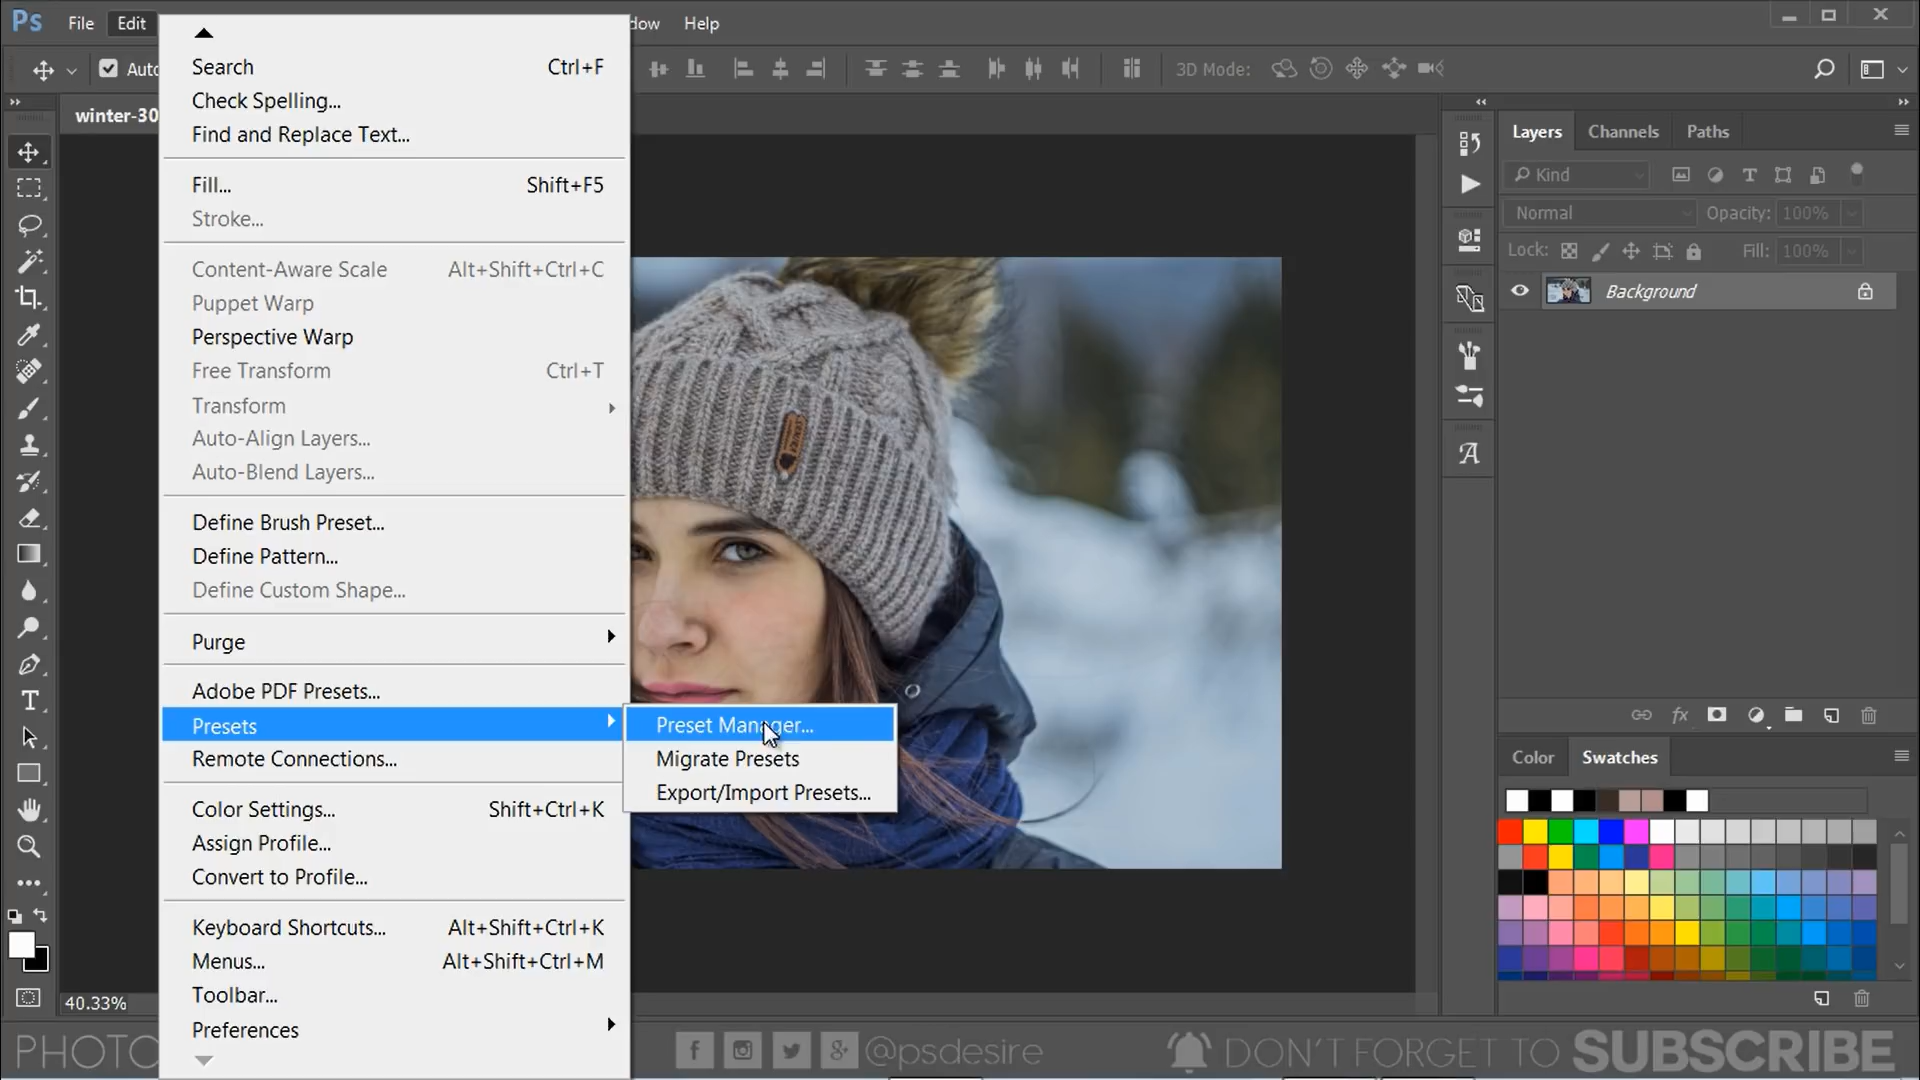 Ps File Edit dow Help
Auto 3D Mode:
winter-30
Search Ctrl+F
Check Spelling...
Find and Replace Text...
Fill... Shift+F5
Stroke...
Content-Aware Scale Alt+Shift+Ctrl+C
Puppet Warp
Perspective Warp
Free Transform Ctrl+T
Transform
Auto-Align Layers...
Auto-Blend Layers...
Define Brush Preset...
Define Pattern...
Define Custom Shape...
Purge
Adobe PDF Presets...
Presets
Remote Connections...
Color Settings... Shift+Ctrl+K
Assign Profile...
Convert to Profile...
Keyboard Shortcuts... Alt+Shift+Ctrl+K
Menus... Alt+Shift+Ctrl+M
Toolbar...
Preferences
Preset Manager...
Migrate Presets
Export/Import Presets...
Layers Channels Paths
Kind
Normal Opacity: 100%
Lock: Fill: 100%
Background
Color Swatches
40.33%
PHOTO @psdesire DON'T FORGET TO SUBSCRIBE